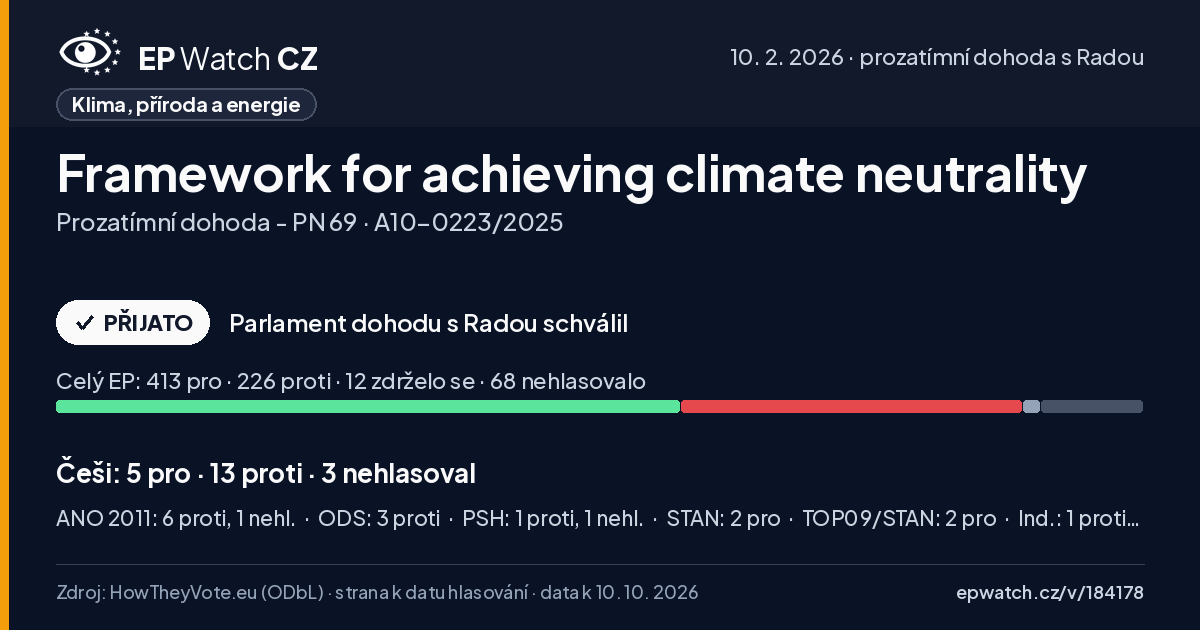 EP Watch CZ
10. 2. 2026 · prozatímní dohoda s Radou
Klima, příroda a energie
Framework for achieving climate neutrality
Prozatímní dohoda – PN 69 · A10–0223/2025
✓ PŘIJATO Parlament dohodu s Radou schválil
Celý EP: 413 pro · 226 proti · 12 zdrželo se · 68 nehlasovalo
Češi: 5 pro · 13 proti · 3 nehlasoval
ANO 2011: 6 proti, 1 nehl. · ODS: 3 proti · PSH: 1 proti, 1 nehl. · STAN: 2 pro · TOP09/STAN: 2 pro · Ind.: 1 proti…
Zdroj: HowTheyVote.eu (ODbL) · strana k datu hlasování · data k 10. 10. 2026
epwatch.cz/v/184178